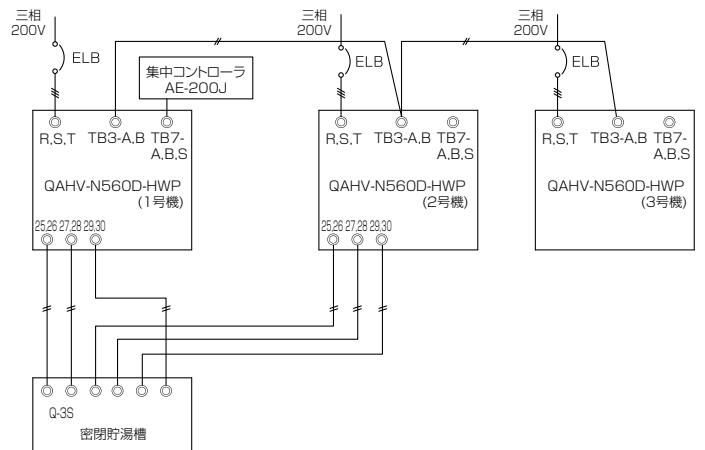 三相
200V
ELB
集中コントローラ
AE-200J
R,S,T
TB3-A,B
TB7-
A,B,S
QAHV-N560D-HWP
(1号機)
25,26
27,28
29,30
三相
200V
ELB
R,S,T
TB3-A,B
TB7-
A,B,S
QAHV-N560D-HWP
(2号機)
25,26
27,28
29,30
三相
200V
ELB
R,S,T
TB3-A,B
TB7-
A,B,S
QAHV-N560D-HWP
(3号機)
Q-3S
密閉貯湯槽